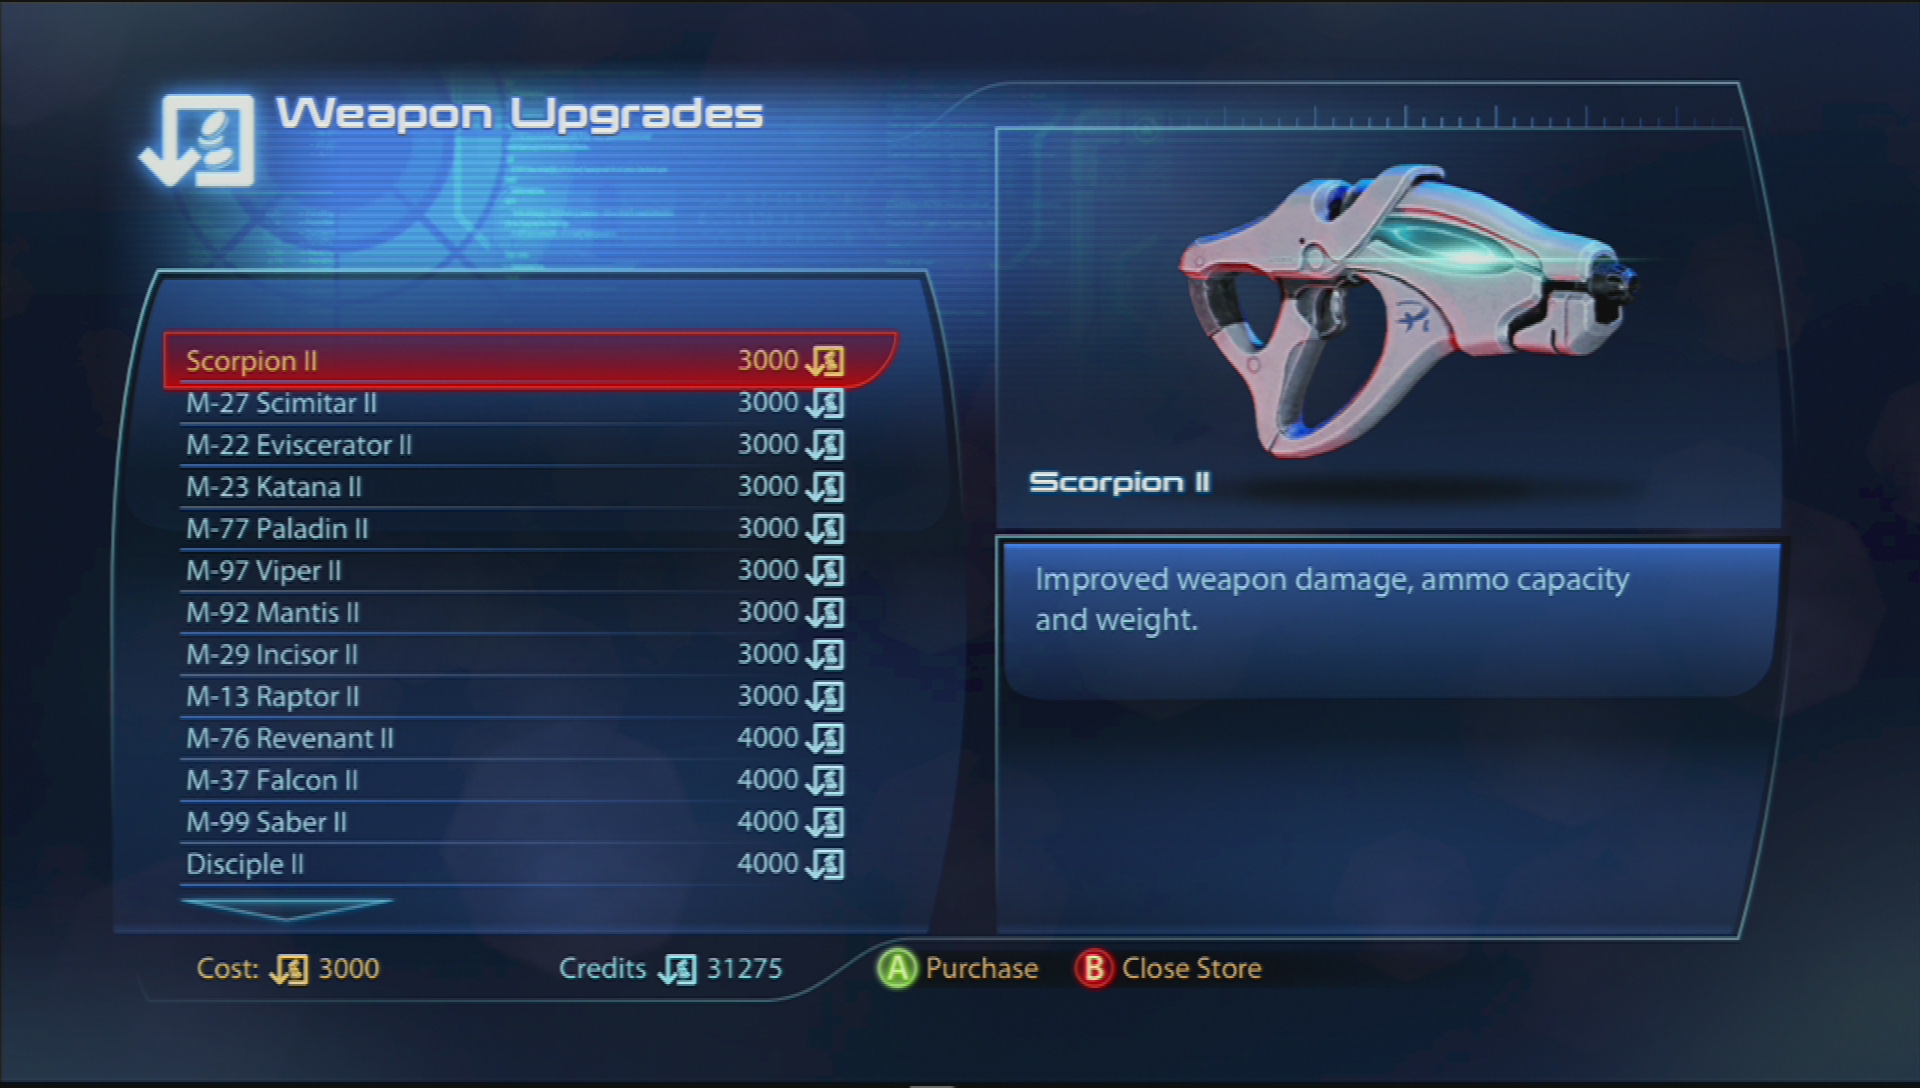 Weapon Upgrades
Scorpion II 3000
M-27 Scimitar II 3000
M-22 Eviscerator II 3000
M-23 Katana II 3000
M-77 Paladin II 3000
M-97 Viper II 3000
M-92 Mantis II 3000
M-29 Incisor II 3000
M-13 Raptor II 3000
M-76 Revenant II 4000
M-37 Falcon II 4000
M-99 Saber II 4000
Disciple II 4000
Scorpion II
Improved weapon damage, ammo capacity
and weight.
Cost: 3000 Credits 31275 A Purchase B Close Store